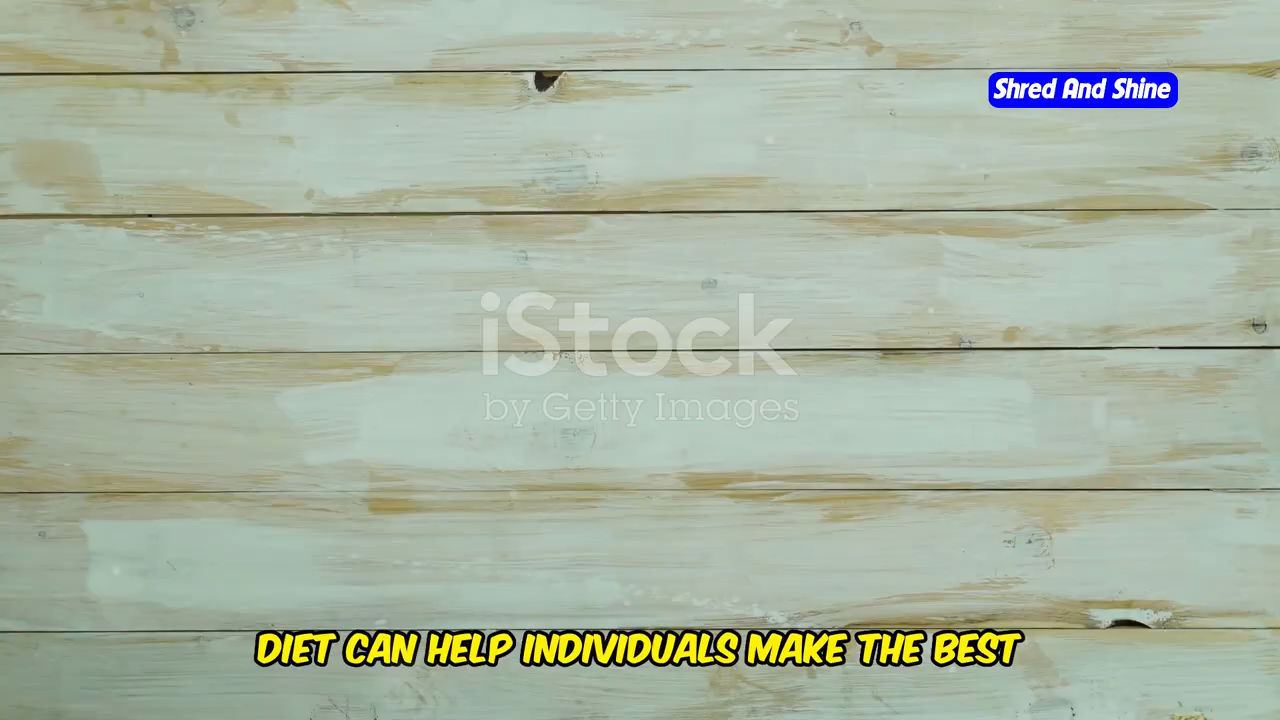 Shred And Shine
iStock
by Getty Images
DIET CAN HELP INDIVIDUALS MAKE THE BEST